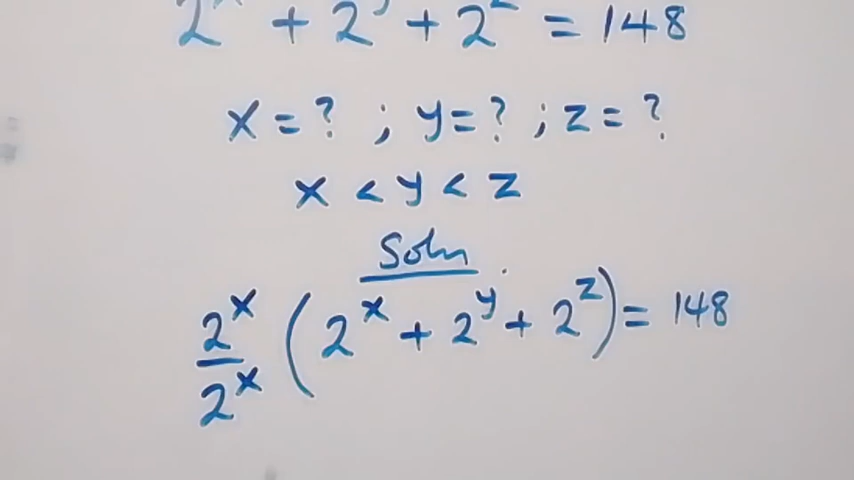 2^x + 2^y + 2^z = 148
x = ? ; y = ? ; z = ?
x < y < z
Soln.
2^x/2^x (2^x + 2^y + 2^z) = 148